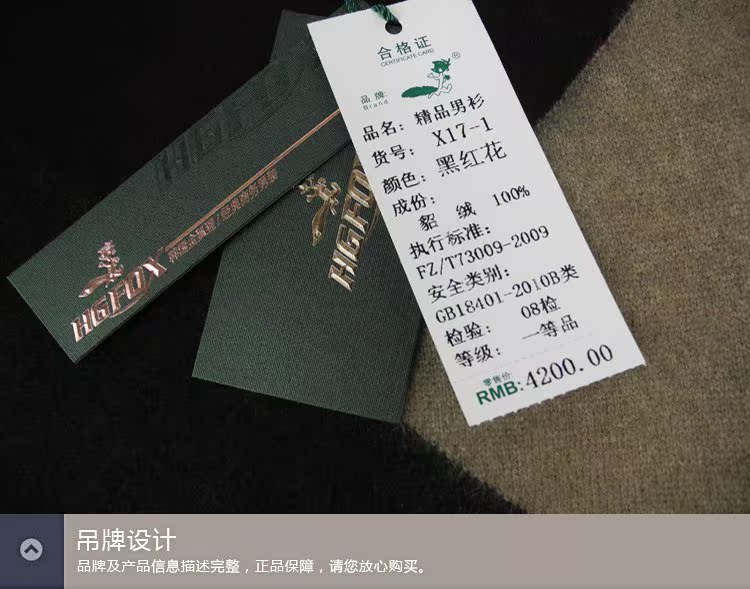 合格证
CERTIFICATE CARD
®
品牌:
Brand
品名：精品男衫
货号： X17-1
颜色：黑红花
成份：
貂 绒 100%
执行标准：
FZ/T73009-2009
安全类别：
GB18401-2010B类
检验： 08检
等级： 一等品
零售价:
RMB:4200.00
HGFOX
HGFOX
吊牌设计
品牌及产品信息描述完整，正品保障，请您放心购买。